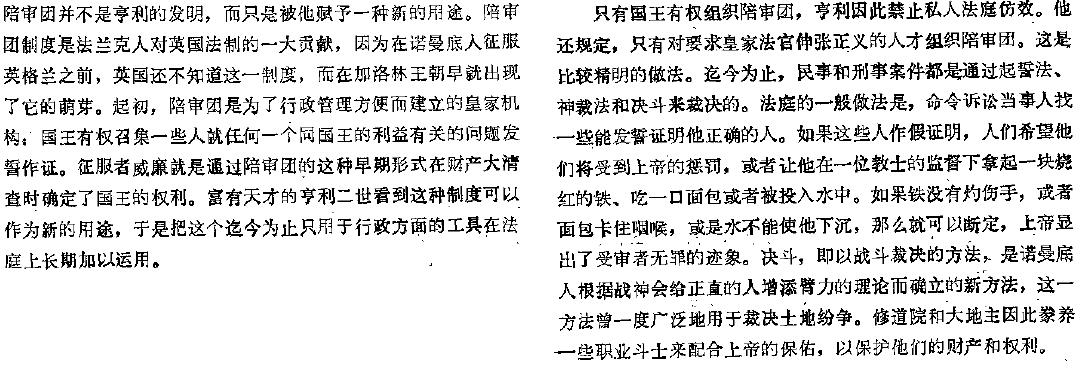 陪审团并不是亨利的发明，而只是被他赋予一种新的用途。陪审
团制度是法兰克人对英国法制的一大贡献，因为在诺曼底人征服
英格兰之前，英国还不知道这一制度，而在加洛林王朝早就出现
了它的萌芽。起初，陪审团是为了行政管理方便而建立的皇家机
构；国王有权召集一些人就任何一个同国王的利益有关的问题发
誓作证。征服者威廉就是通过陪审团的这种早期形式在财产大清
查时确定了国王的权利。富有天才的亨利二世看到这种制度可以
作为新的用途，于是把这个迄今为止只用于行政方面的工具在法
庭上长期加以运用。
只有国王有权组织陪审团，亨利因此禁止私人法庭仿效。他
还规定，只有对要求皇家法官伸张正义的人才组织陪审团。这是
比较精明的做法。迄今为止，民事和刑事案件都是通过起誓法、
神裁法和决斗来裁决的。法庭的一般做法是，命令诉讼当事人找
一些能发誓证明他正确的人。如果这些人作假证明，人们希望他
们将受到上帝的惩罚，或者让他在一位教士的监督下拿起一块烧
红的铁、吃一口面包或者被投入水中。如果铁没有灼伤手，或者
面包卡住咽喉，或是水不能使他下沉，那么就可以断定，上帝显
出了受审者无罪的迹象。决斗，即以战斗裁决的方法，是诺曼底
人根据战神会给正直的人增添臂力的理论而确立的新方法，这一
方法曾一度广泛地用于裁决土地纷争。修道院和大地主因此豢养
一些职业斗士来配合上帝的保佑，以保护他们的财产和权利。